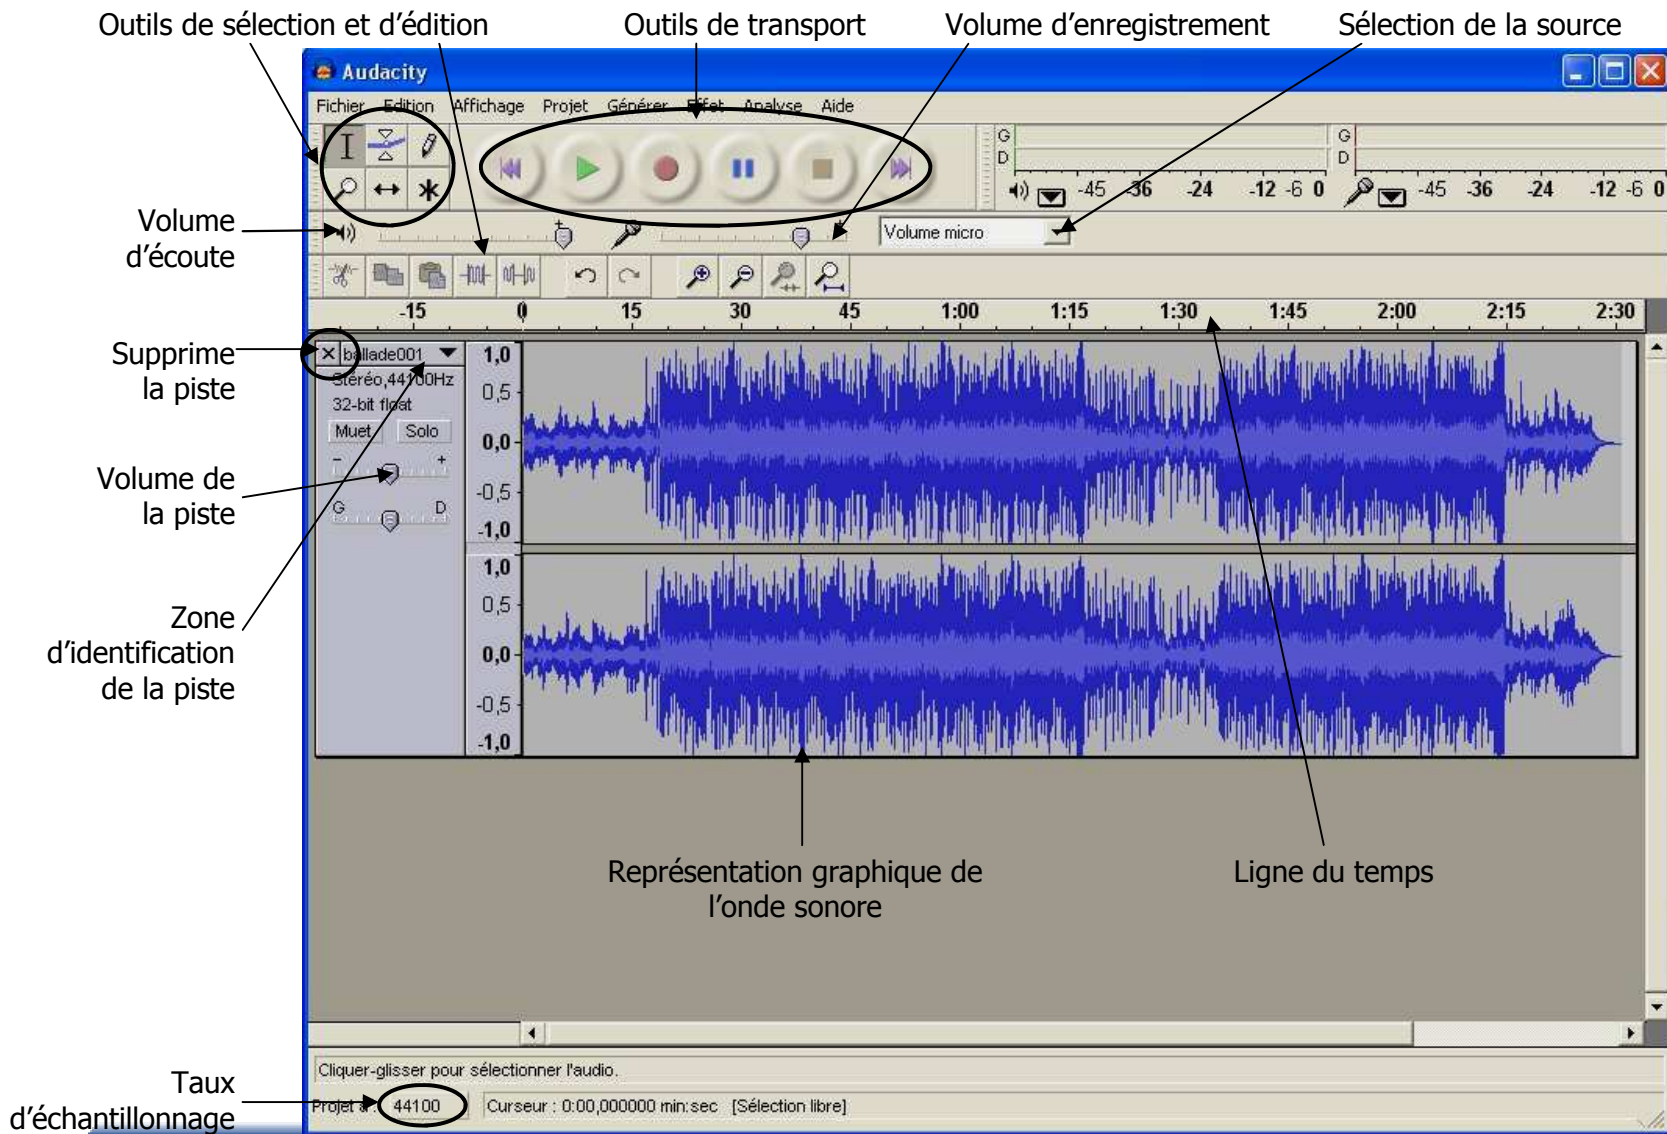 Outils de sélection et d'édition
Outils de transport
Volume d'enregistrement
Sélection de la source
Audacity
Fichier Edition Affichage Projet Générer Effet Analyse Aide
G
D
-45 -36 -24 -12 -6 0
G
D
-45 -36 -24 -12 -6 0
Volume
d'écoute
Volume micro
-15 0 15 30 45 1:00 1:15 1:30 1:45 2:00 2:15 2:30
Supprime
la piste
ballade001
Stéréo,44100Hz
32-bit float
Muet Solo
- +
G D
1,0
0,5
0,0
-0,5
-1,0
1,0
0,5
0,0
-0,5
-1,0
Volume de
la piste
Zone
d'identification
de la piste
Représentation graphique de
l'onde sonore
Ligne du temps
Cliquer-glisser pour sélectionner l'audio.
Taux
d'échantillonnage
Projet à : 44100 Curseur : 0:00,000000 min:sec [Sélection libre]